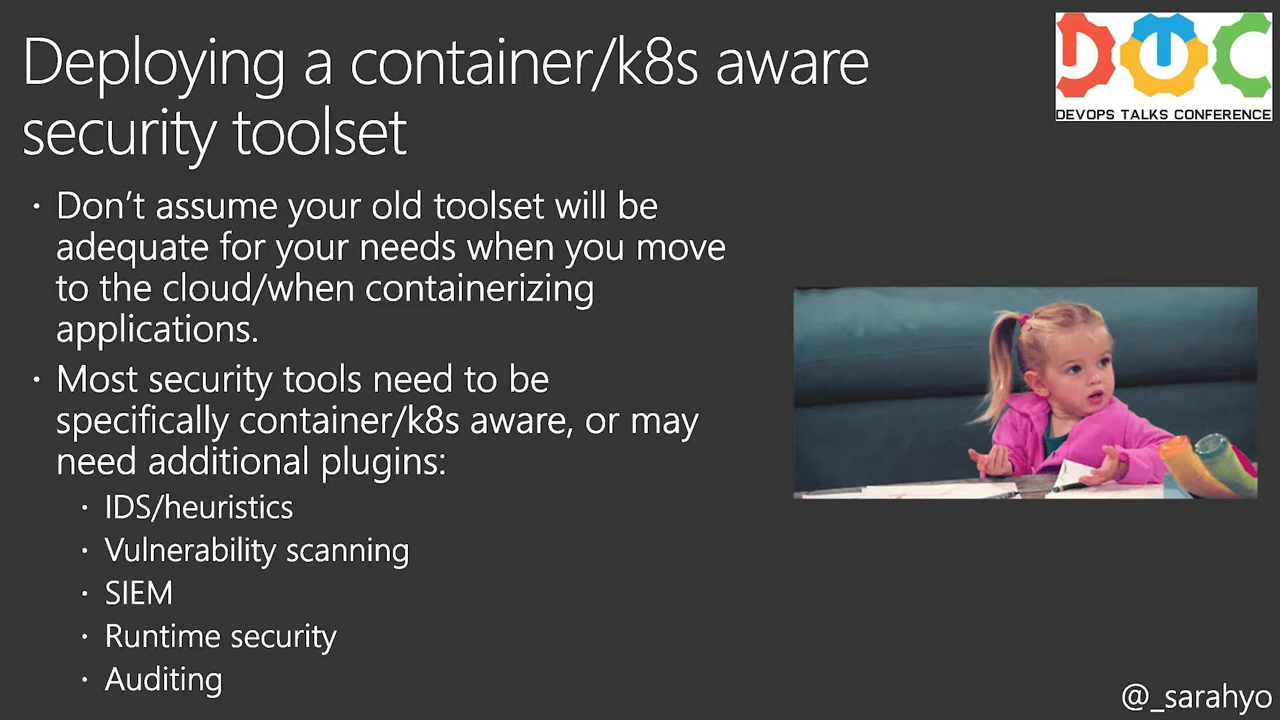 Deploying a container/k8s aware
security toolset
DTC
DEVOPS TALKS CONFERENCE
· Don’t assume your old toolset will be
adequate for your needs when you move
to the cloud/when containerizing
applications.
· Most security tools need to be
specifically container/k8s aware, or may
need additional plugins:
· IDS/heuristics
· Vulnerability scanning
· SIEM
· Runtime security
· Auditing
@_sarahyo